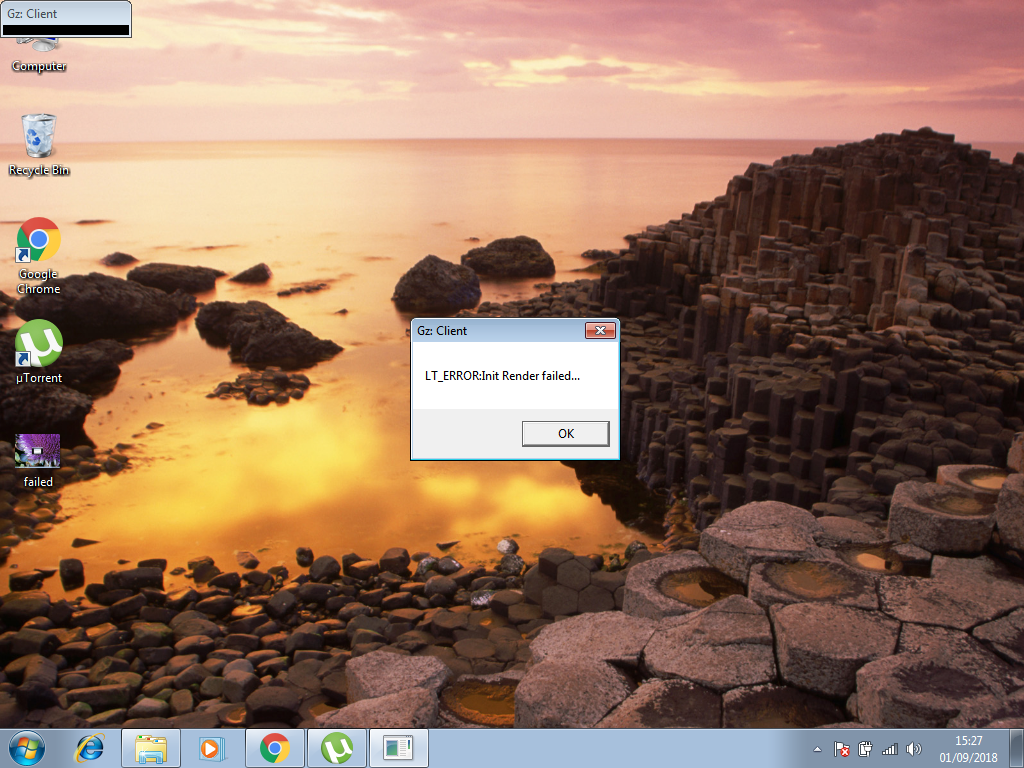 Gz: Client
Computer
Recycle Bin
Google
Chrome
µTorrent
failed
Gz: Client
LT_ERROR:Init Render failed...
OK
15:27
01/09/2018